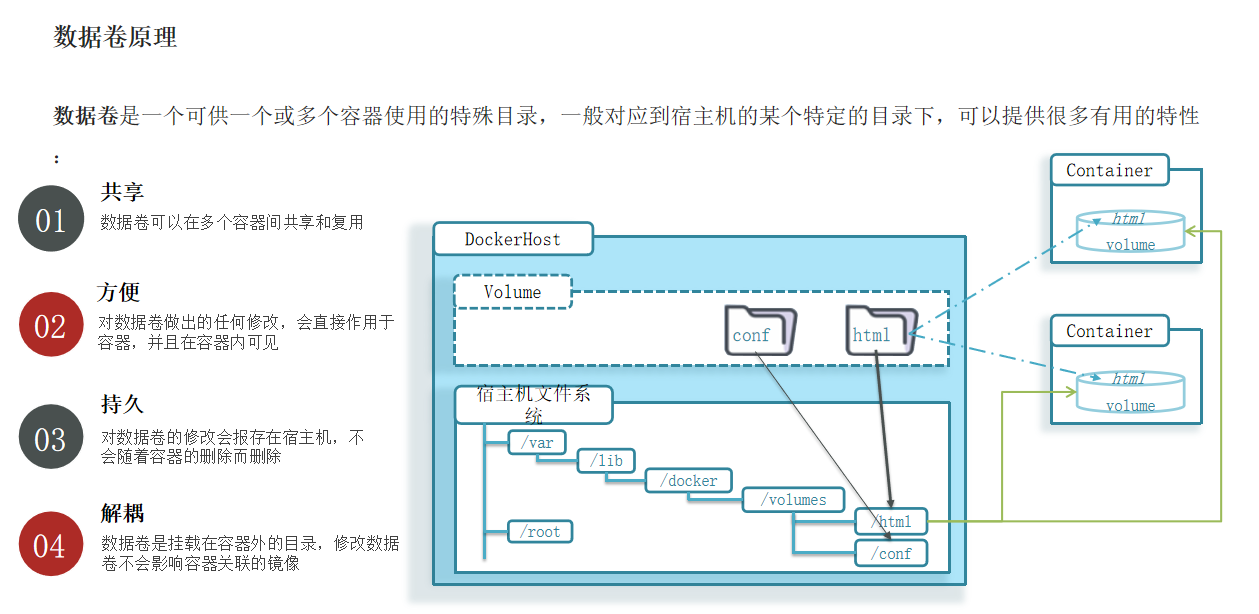 数据卷原理
数据卷是一个可供一个或多个容器使用的特殊目录，一般对应到宿主机的某个特定的目录下，可以提供很多有用的特性
：
01
共享
数据卷可以在多个容器间共享和复用
02
方便
对数据卷做出的任何修改，会直接作用于
容器，并且在容器内可见
03
持久
对数据卷的修改会报存在宿主机，不
会随着容器的删除而删除
04
解耦
数据卷是挂载在容器外的目录，修改数据
卷不会影响容器关联的镜像
DockerHost
Volume
conf
html
宿主机文件系
统
/var
/lib
/docker
/volumes
/html
/root
/conf
Container
html
volume
Container
html
volume